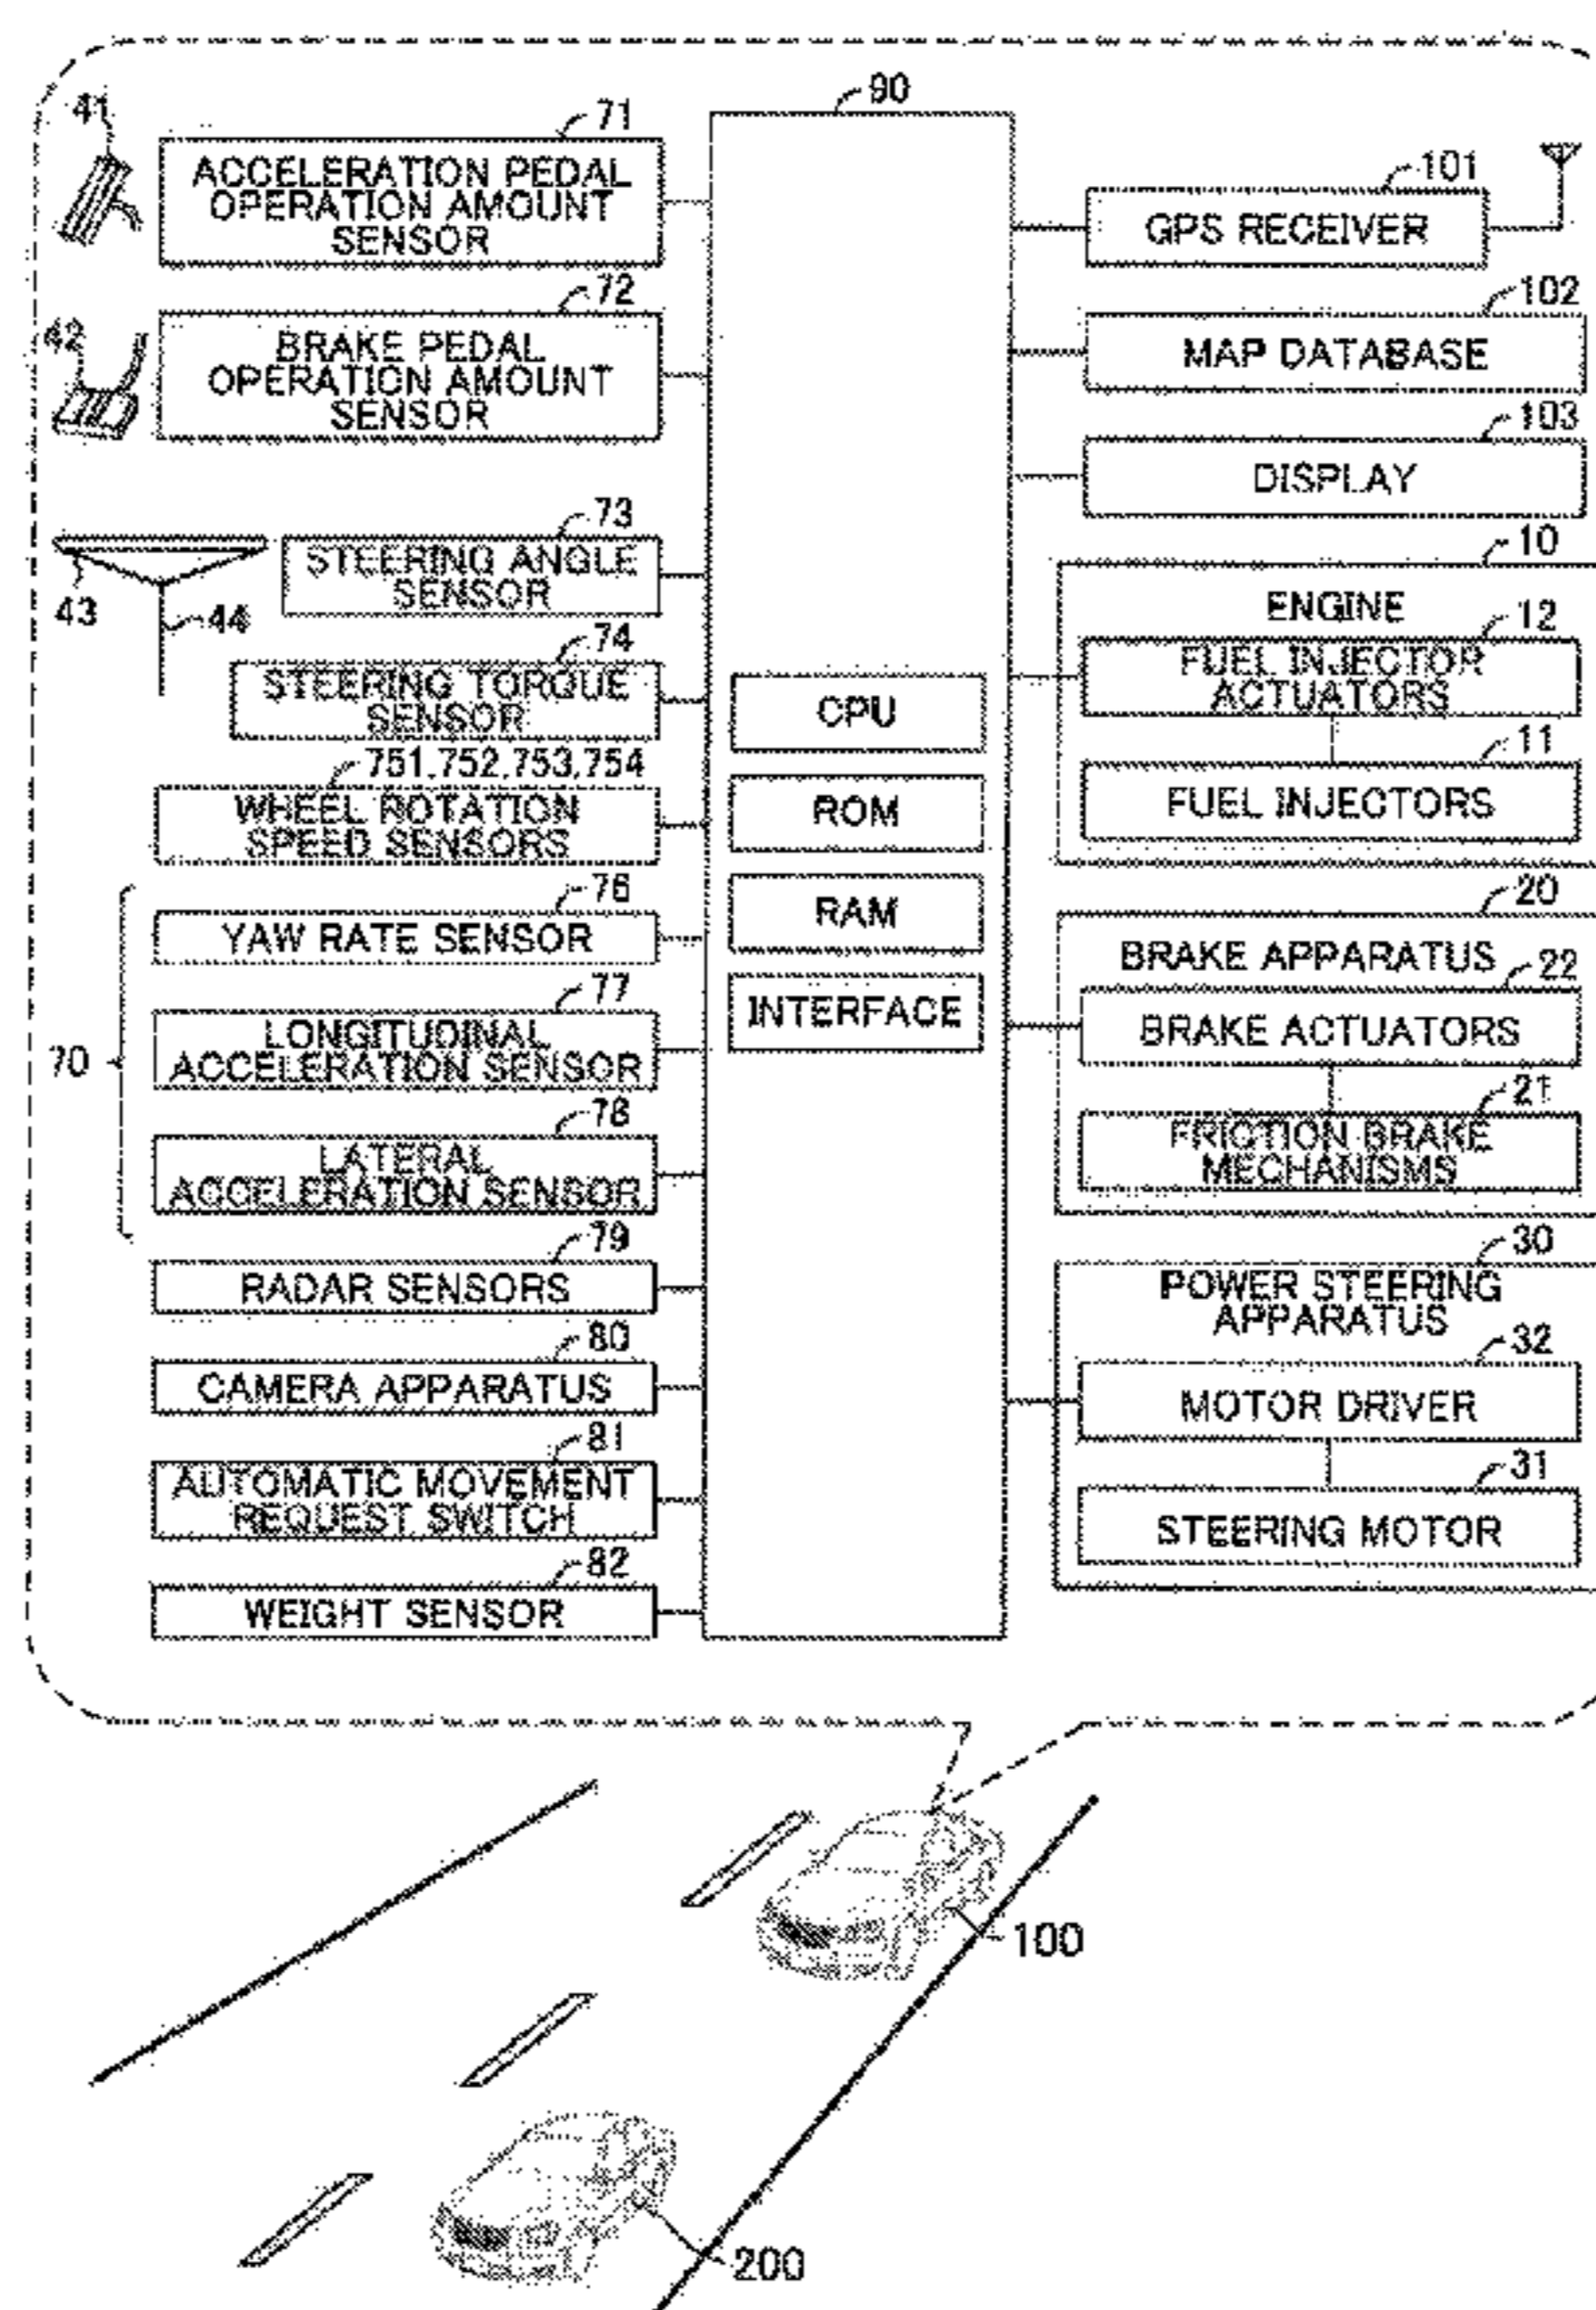 90
41
71
ACCELERATION PEDAL
OPERATION AMOUNT
SENSOR
101
GPS RECEIVER
42
72
BRAKE PEDAL
OPERATION AMOUNT
SENSOR
102
MAP DATABASE
103
DISPLAY
43
44
73
STEERING ANGLE
SENSOR
10
ENGINE
12
FUEL INJECTOR
ACTUATORS
11
FUEL INJECTORS
74
STEERING TORQUE
SENSOR
CPU
ROM
RAM
INTERFACE
751,752,753,754
WHEEL ROTATION
SPEED SENSORS
70
76
YAW RATE SENSOR
77
LONGITUDINAL
ACCELERATION SENSOR
78
LATERAL
ACCELERATION SENSOR
20
BRAKE APPARATUS
22
BRAKE ACTUATORS
21
FRICTION BRAKE
MECHANISMS
79
RADAR SENSORS
80
CAMERA APPARATUS
81
AUTOMATIC MOVEMENT
REQUEST SWITCH
82
WEIGHT SENSOR
30
POWER STEERING
APPARATUS
32
MOTOR DRIVER
31
STEERING MOTOR
100
200